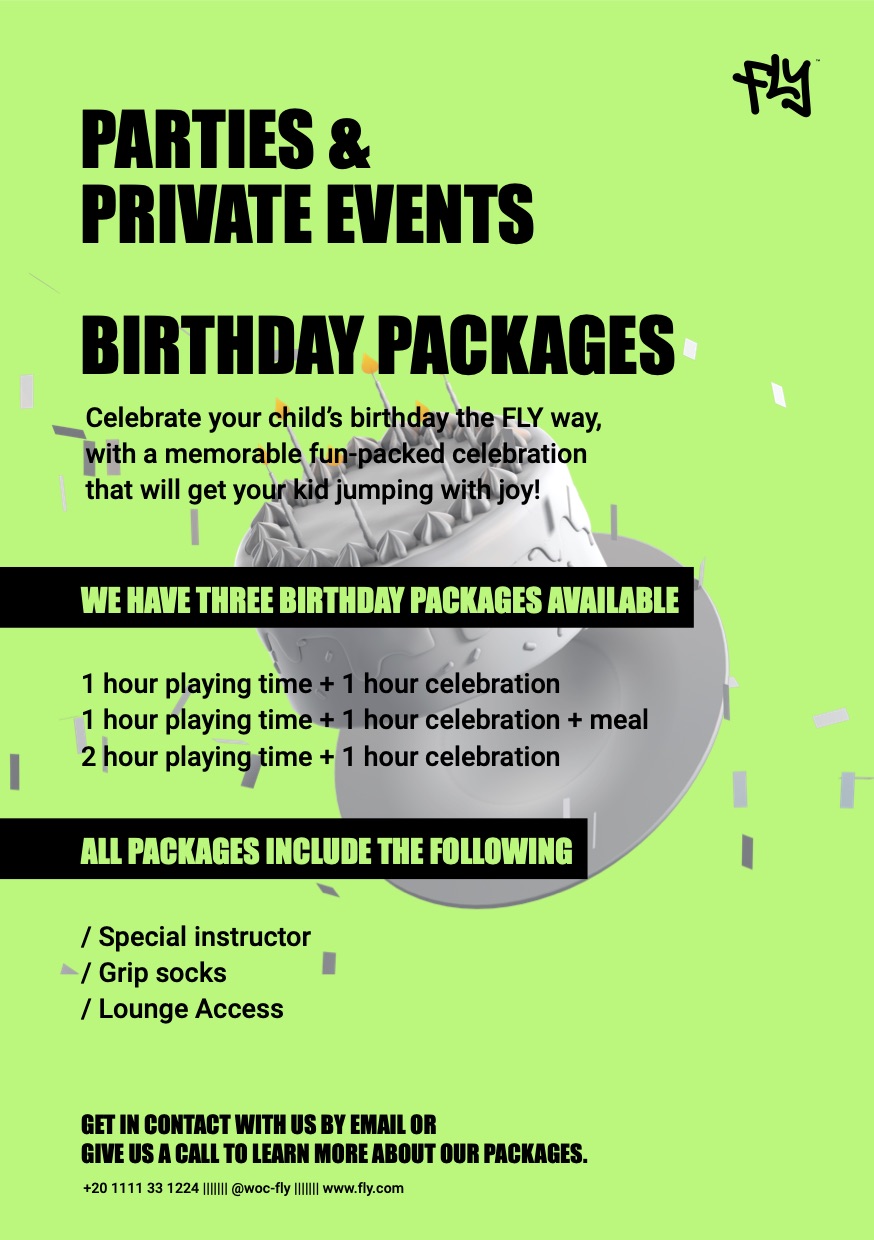 FLY™
PARTIES &
PRIVATE EVENTS
BIRTHDAY PACKAGES
Celebrate your child’s birthday the FLY way,
with a memorable fun-packed celebration
that will get your kid jumping with joy!
WE HAVE THREE BIRTHDAY PACKAGES AVAILABLE
1 hour playing time + 1 hour celebration
1 hour playing time + 1 hour celebration + meal
2 hour playing time + 1 hour celebration
ALL PACKAGES INCLUDE THE FOLLOWING
/ Special instructor
/ Grip socks
/ Lounge Access
GET IN CONTACT WITH US BY EMAIL OR
GIVE US A CALL TO LEARN MORE ABOUT OUR PACKAGES.
+20 1111 33 1224 ||||||| @woc-fly ||||||| www.fly.com